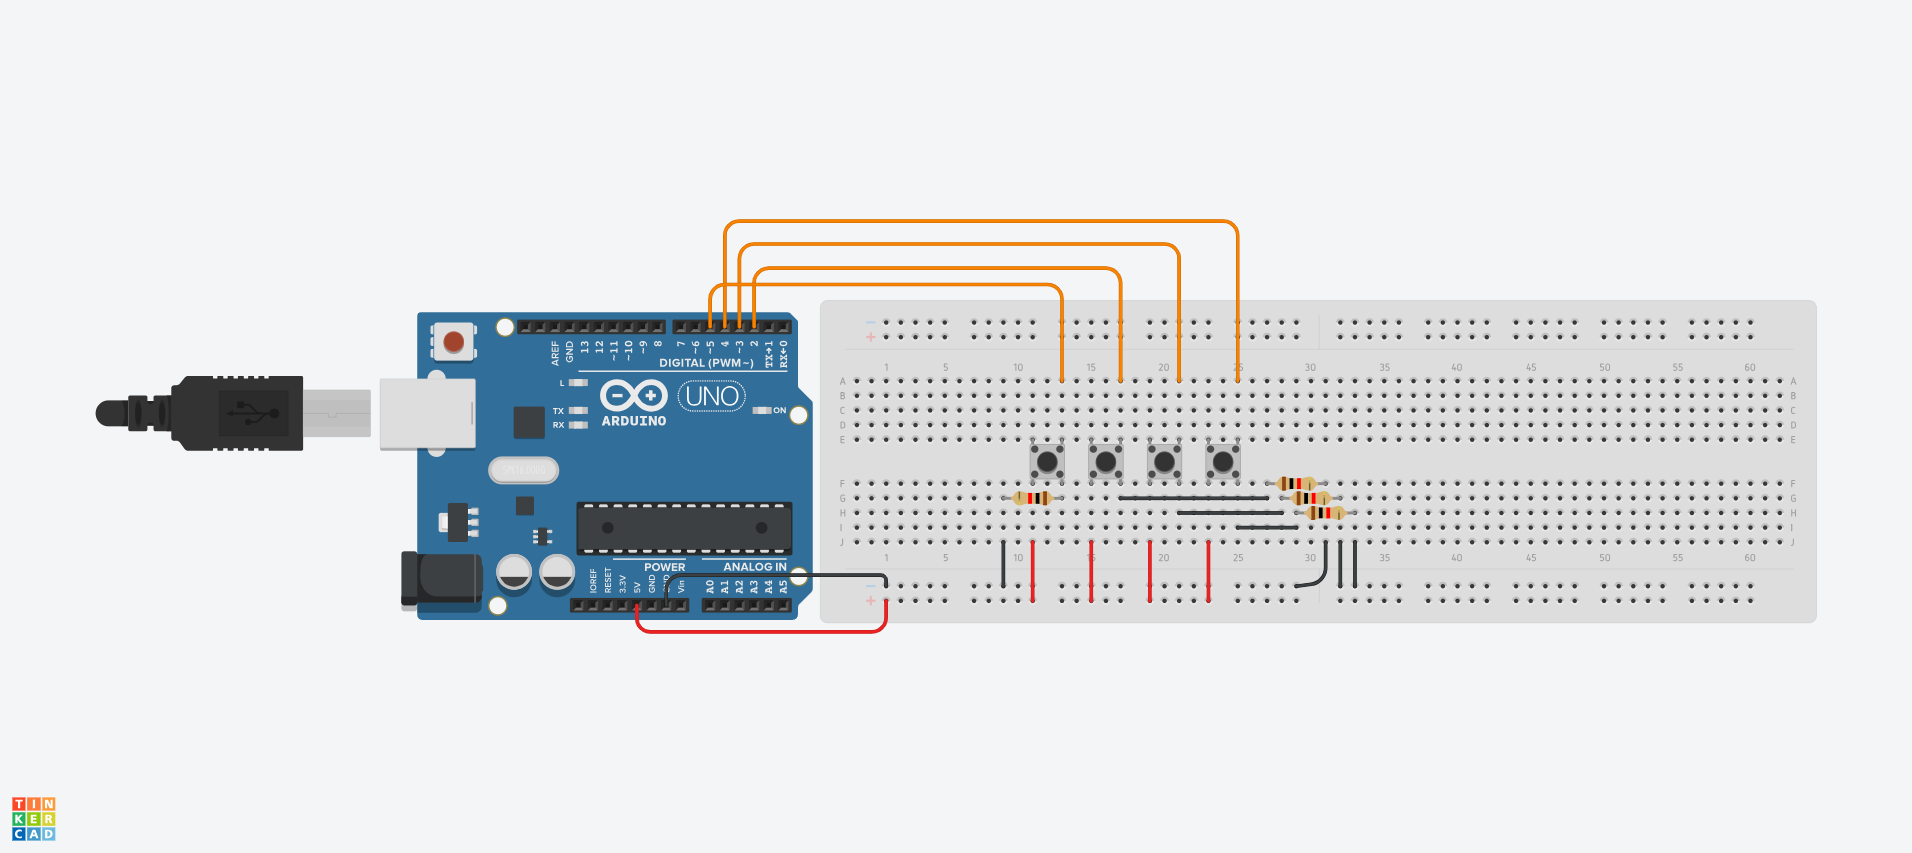 AREF
GND
13
12
~11
~10
~9
8
7
~6
~5
4
~3
2
TX→1
RX←0
DIGITAL (PWM~)
L
TX
RX
UNO
ARDUINO
ON
IOREF
RESET
3.3V
5V
GND
GND
Vin
POWER
ANALOG IN
A0
A1
A2
A3
A4
A5
−
+
1 5 10 15 20 25 30 35 40 45 50 55 60
A A
B B
C C
D D
E E
F F
G G
H H
I I
J J
1 5 10 15 20 25 30 35 40 45 50 55 60
−
+
TIN
KER
CAD